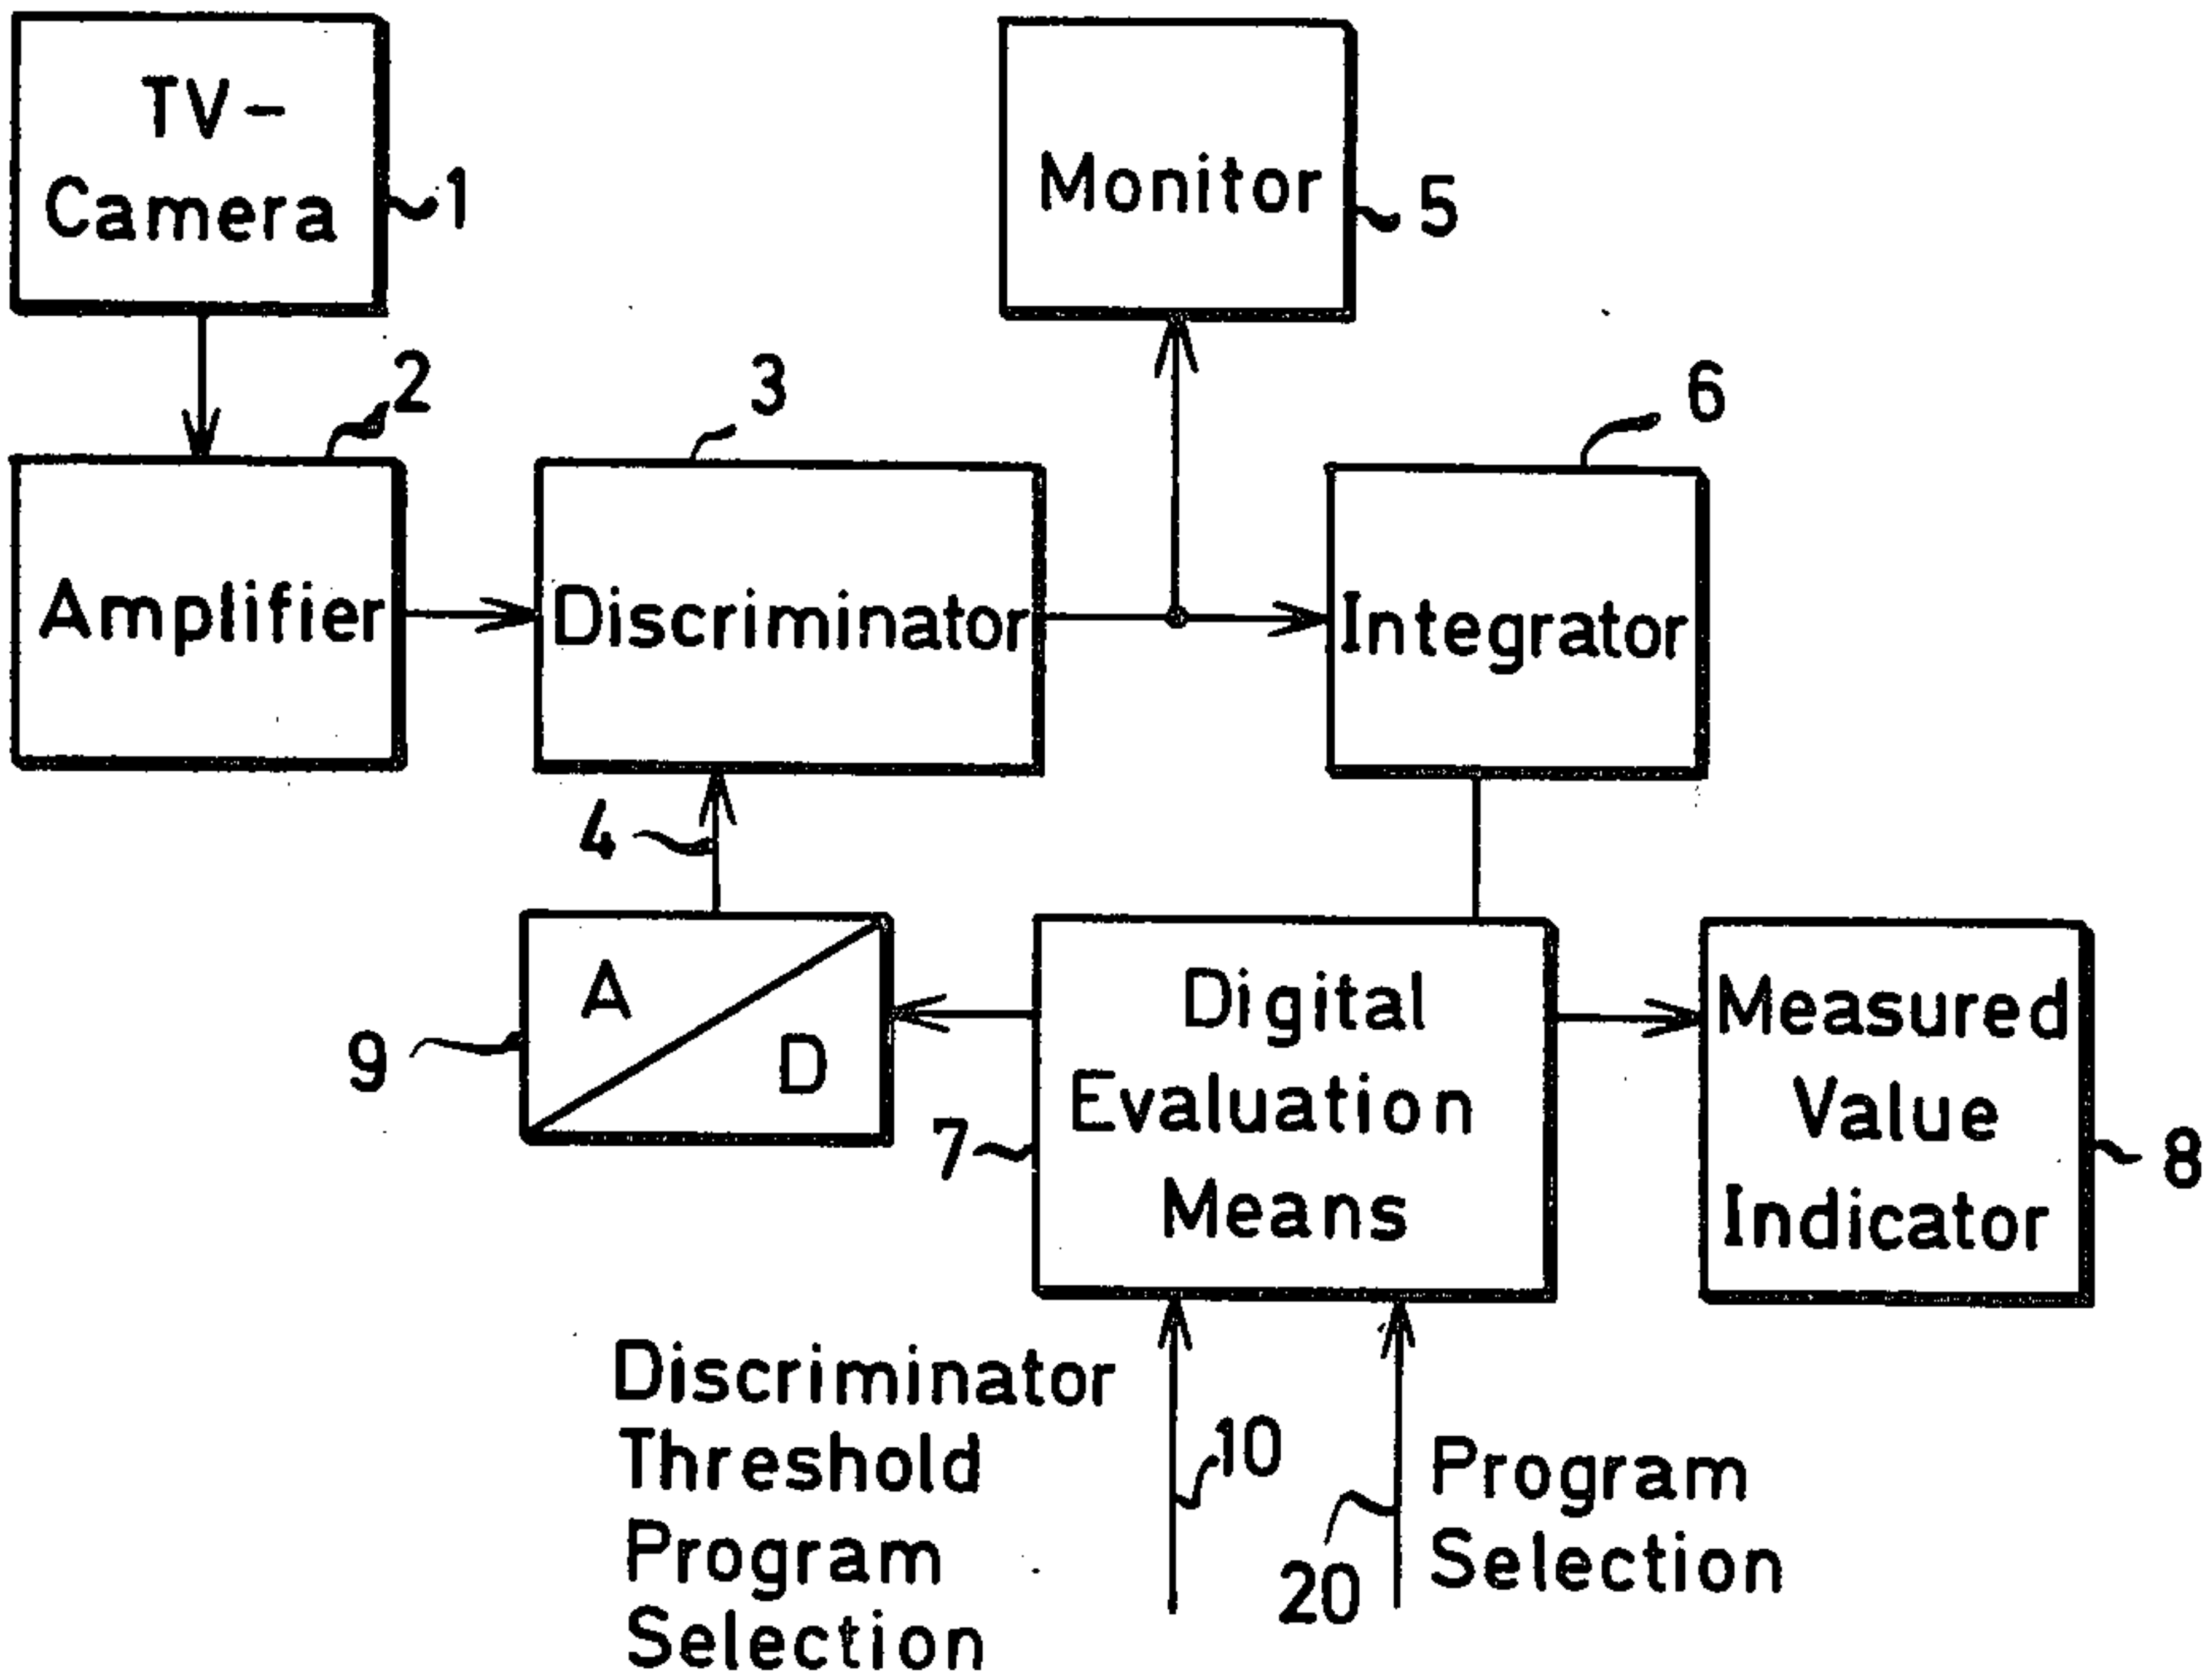 TV-
Camera
1
Monitor
5
2
3
6
Amplifier
Discriminator
Integrator
4
A
D
9
Digital
Evaluation
Means
7
Measured
Value
Indicator
8
Discriminator
Threshold
Program
Selection
10
20
Program
Selection